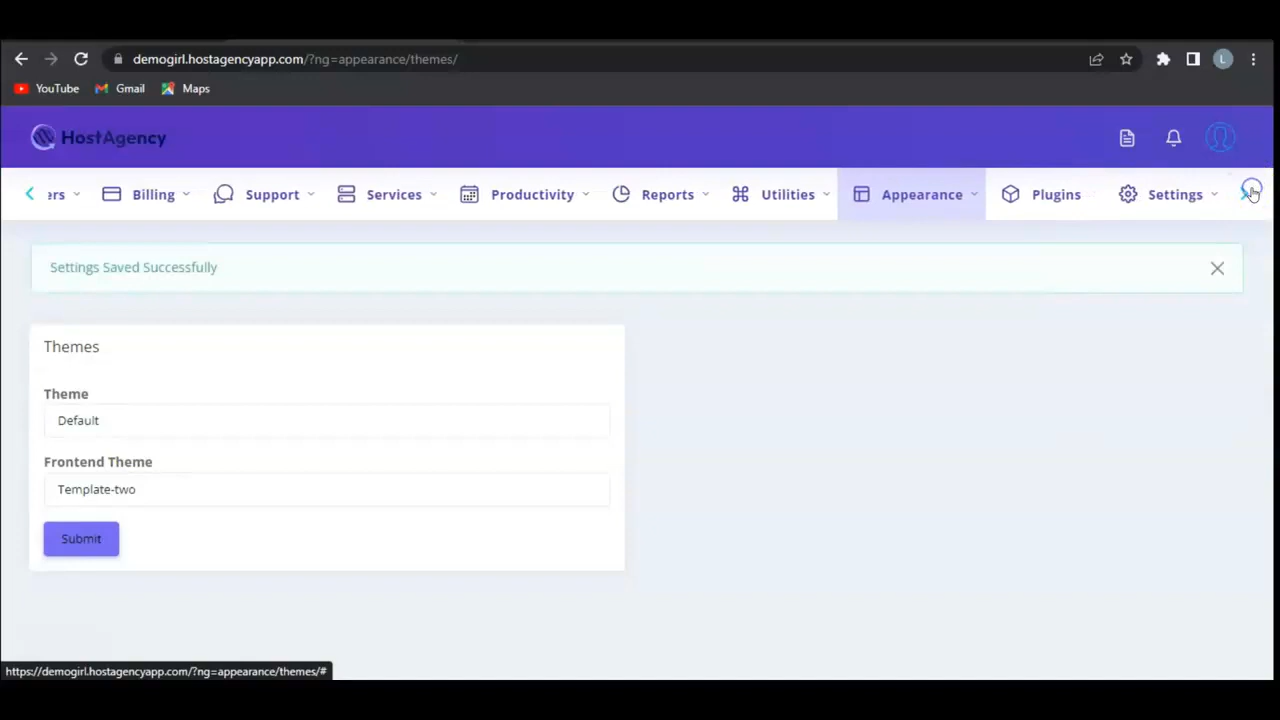 demogirl.hostagencyapp.com/?ng=appearance/themes/
L
YouTube Gmail Maps
HostAgency
ers Billing Support Services Productivity Reports Utilities Appearance Plugins Settings
Settings Saved Successfully
Themes
Theme
Default
Frontend Theme
Template-two
Submit
https://demogirl.hostagencyapp.com/?ng=appearance/themes/#